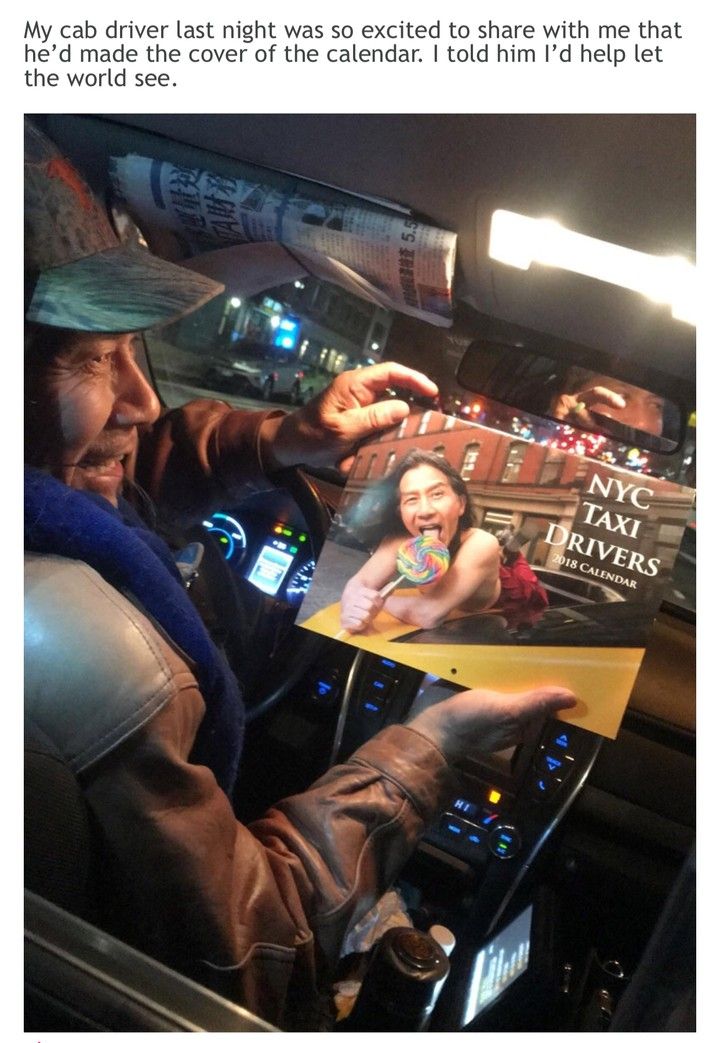 My cab driver last night was so excited to share with me that
he’d made the cover of the calendar. I told him I’d help let
the world see.
NYC
TAXI
DRIVERS
2018 CALENDAR
HI